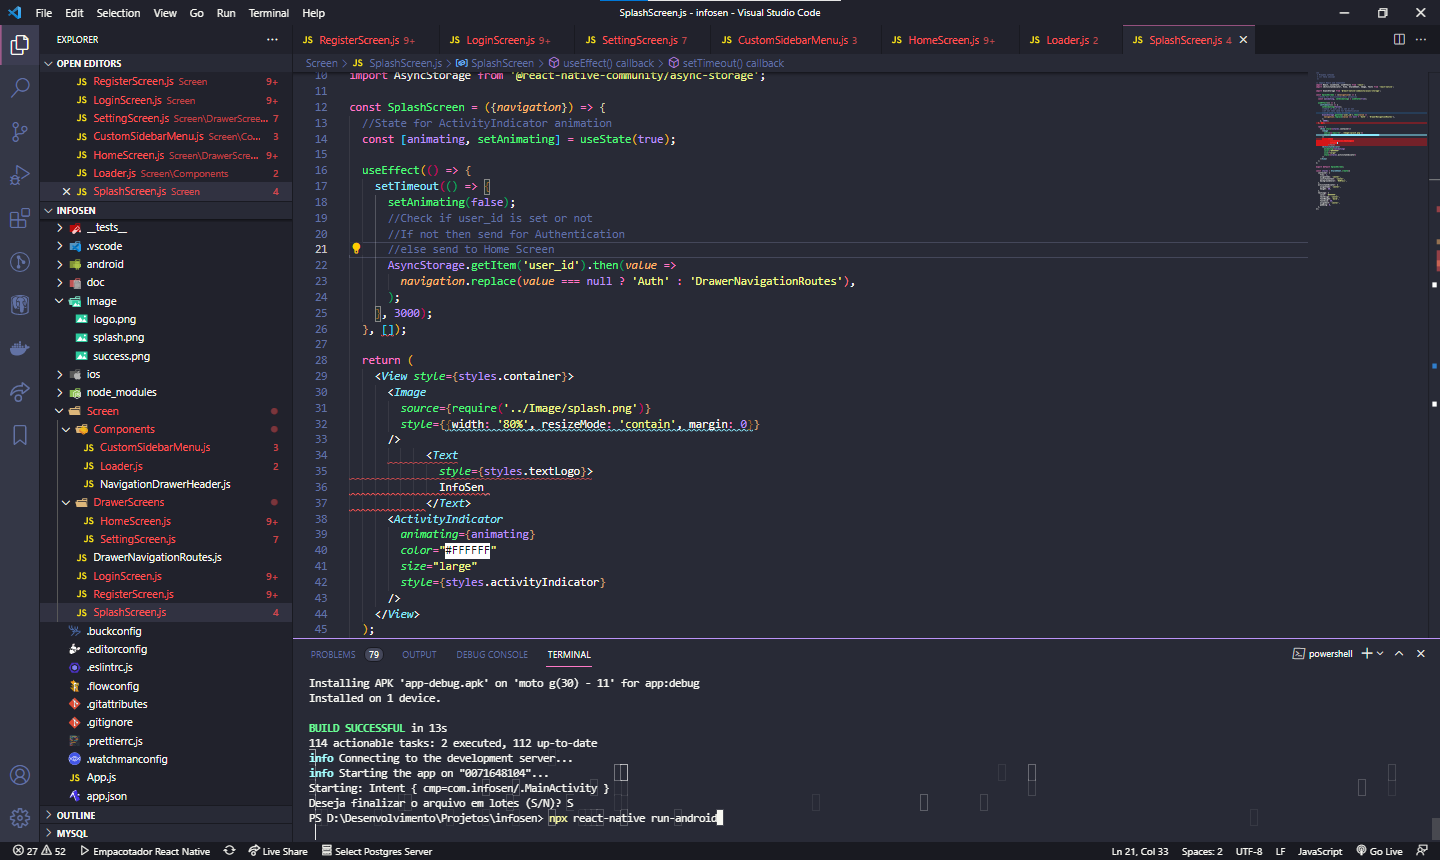 File Edit Selection View Go Run Terminal Help
SplashScreen.js - infosen - Visual Studio Code
EXPLORER
OPEN EDITORS
RegisterScreen.js Screen 9+
LoginScreen.js Screen 9+
SettingScreen.js Screen\DrawerScree... 7
CustomSidebarMenu.js Screen\Co... 3
HomeScreen.js Screen\DrawerScre... 9+
Loader.js Screen\Components 2
SplashScreen.js Screen 4
INFOSEN
__tests__
.vscode
android
doc
Image
logo.png
splash.png
success.png
ios
node_modules
Screen
Components
CustomSidebarMenu.js 3
Loader.js 2
NavigationDrawerHeader.js
DrawerScreens
HomeScreen.js 9+
SettingScreen.js 7
DrawerNavigationRoutes.js
LoginScreen.js 9+
RegisterScreen.js 9+
SplashScreen.js 4
.buckconfig
.editorconfig
.eslintrc.js
.flowconfig
.gitattributes
.gitignore
.prettierrc.js
.watchmanconfig
App.js
app.json
OUTLINE
MYSQL
JS RegisterScreen.js 9+ JS LoginScreen.js 9+ JS SettingScreen.js 7 JS CustomSidebarMenu.js 3 JS HomeScreen.js 9+ JS Loader.js 2 JS SplashScreen.js 4
Screen > JS SplashScreen.js > SplashScreen > useEffect() callback > setTimeout() callback
10 import AsyncStorage from '@react-native-community/async-storage';
11
12 const SplashScreen = ({navigation}) => {
13 //State for ActivityIndicator animation
14 const [animating, setAnimating] = useState(true);
15
16 useEffect(() => {
17 setTimeout(() => {
18 setAnimating(false);
19 //Check if user_id is set or not
20 //If not then send for Authentication
21 //else send to Home Screen
22 AsyncStorage.getItem('user_id').then(value =>
23 navigation.replace(value === null ? 'Auth' : 'DrawerNavigationRoutes'),
24 );
25 }, 3000);
26 }, []);
27
28 return (
29 <View style={styles.container}>
30 <Image
31 source={require('../Image/splash.png')}
32 style={{width: '80%', resizeMode: 'contain', margin: 0}}
33 />
34 <Text
35 style={styles.textLogo}>
36 InfoSen
37 </Text>
38 <ActivityIndicator
39 animating={animating}
40 color="#FFFFFF"
41 size="large"
42 style={styles.activityIndicator}
43 />
44 </View>
45 );
PROBLEMS 79 OUTPUT DEBUG CONSOLE TERMINAL
powershell
Installing APK 'app-debug.apk' on 'moto g(30) - 11' for app:debug
Installed on 1 device.
BUILD SUCCESSFUL in 13s
114 actionable tasks: 2 executed, 112 up-to-date
info Connecting to the development server...
info Starting the app on "0071648104"...
Starting: Intent { cmp=com.infosen/.MainActivity }
Deseja finalizar o arquivo em lotes (S/N)? S
PS D:\Desenvolvimento\Projetos\infosen> npx react-native run-android
27 52 Empacotador React Native Live Share Select Postgres Server
Ln 21, Col 33 Spaces: 2 UTF-8 LF JavaScript Go Live